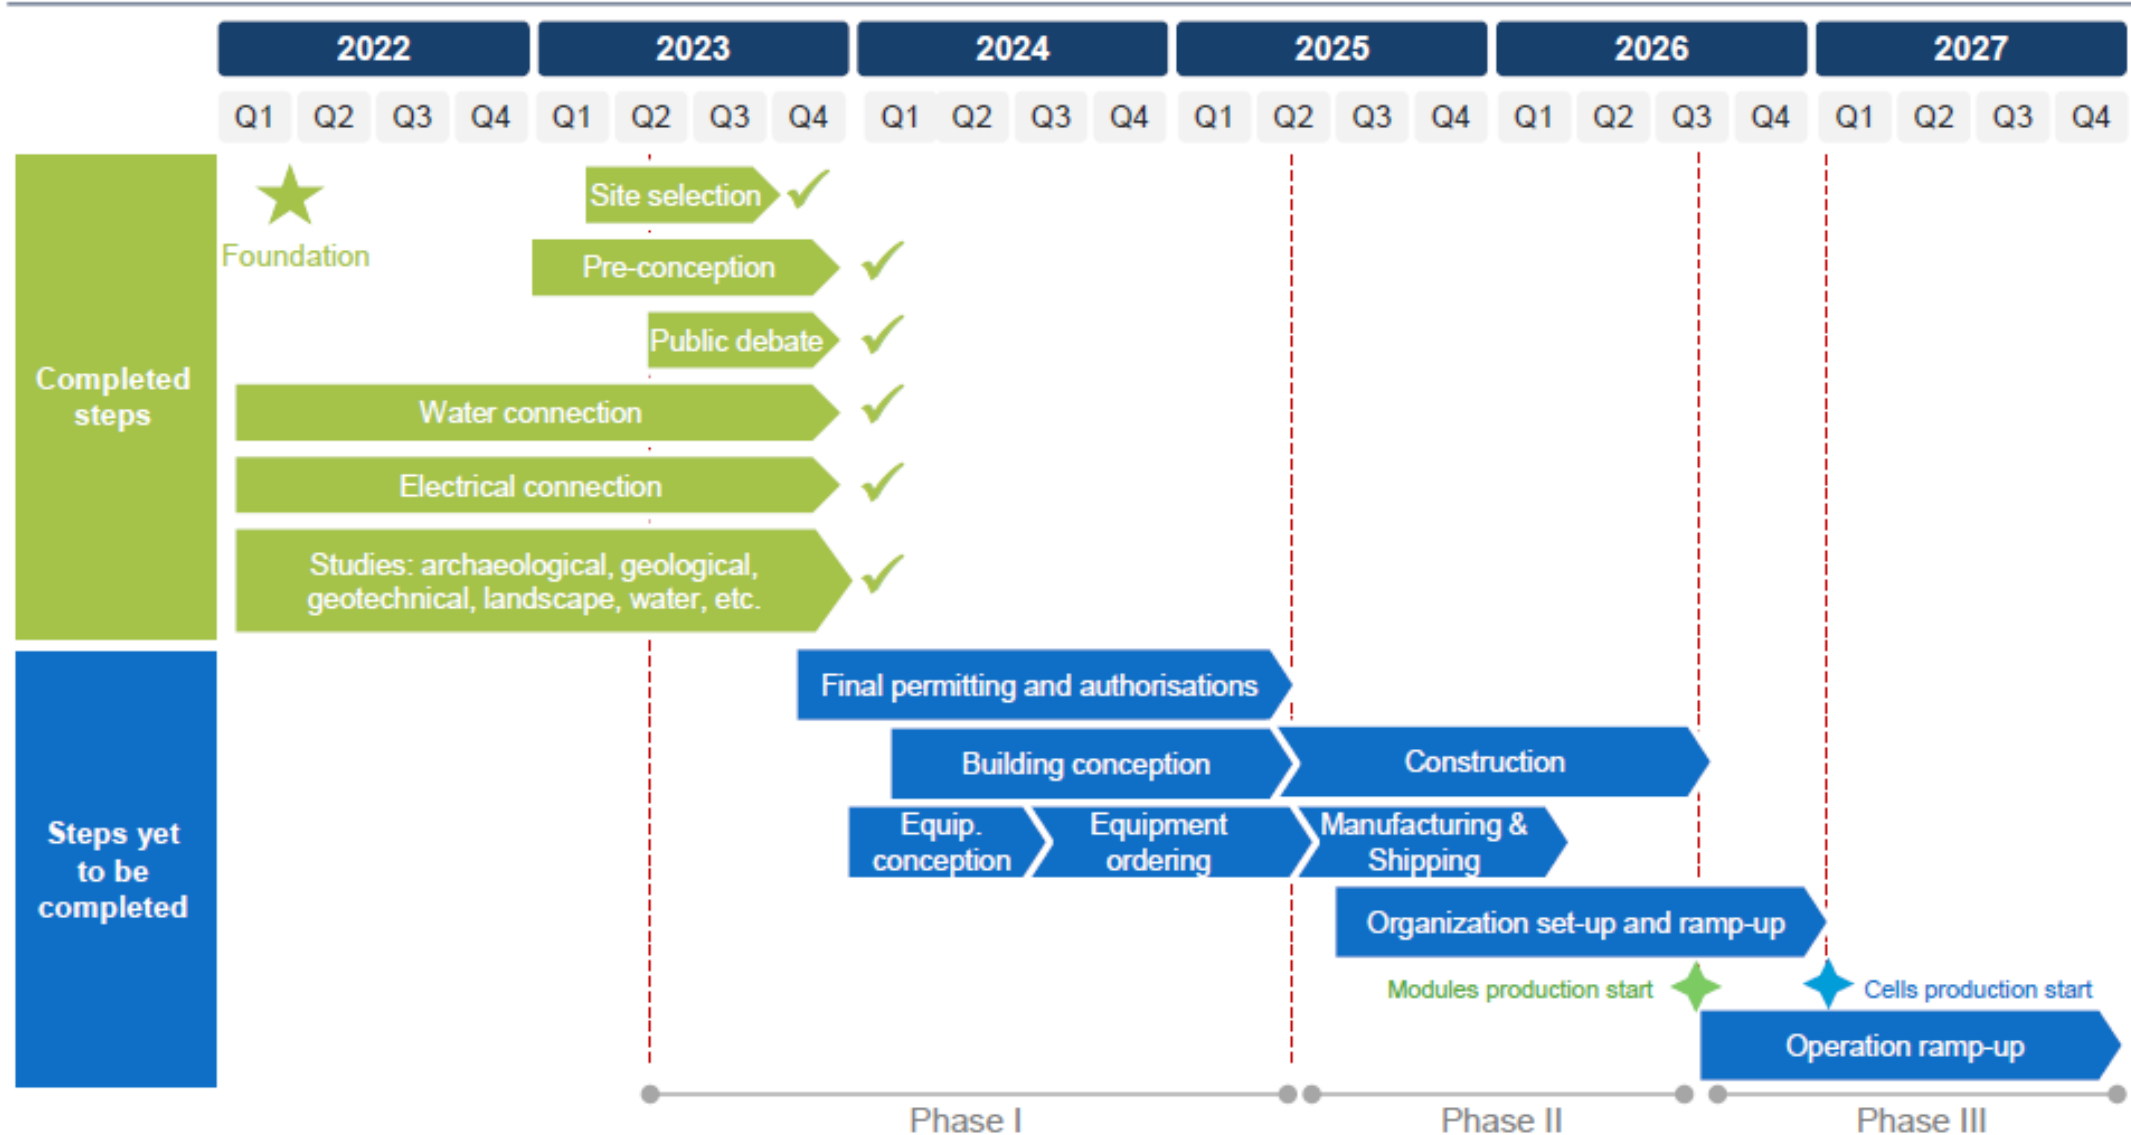 2022 2023 2024 2025 2026 2027
Q1 Q2 Q3 Q4 Q1 Q2 Q3 Q4 Q1 Q2 Q3 Q4 Q1 Q2 Q3 Q4 Q1 Q2 Q3 Q4 Q1 Q2 Q3 Q4
Completed
steps
Foundation
Site selection
Pre-conception
Public debate
Water connection
Electrical connection
Studies: archaeological, geological,
geotechnical, landscape, water, etc.
Steps yet
to be
completed
Final permitting and authorisations
Building conception
Construction
Equip.
conception
Equipment
ordering
Manufacturing &
Shipping
Organization set-up and ramp-up
Modules production start
Cells production start
Operation ramp-up
Phase I
Phase II
Phase III